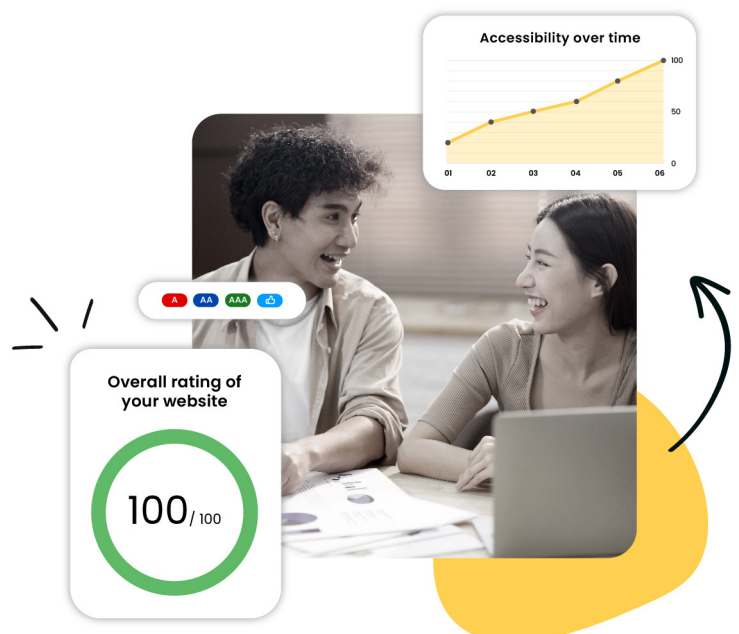 Accessibility over time
100
50
0
01 02 03 04 05 06
A AA AAA
Overall rating of
your website
100/ 100